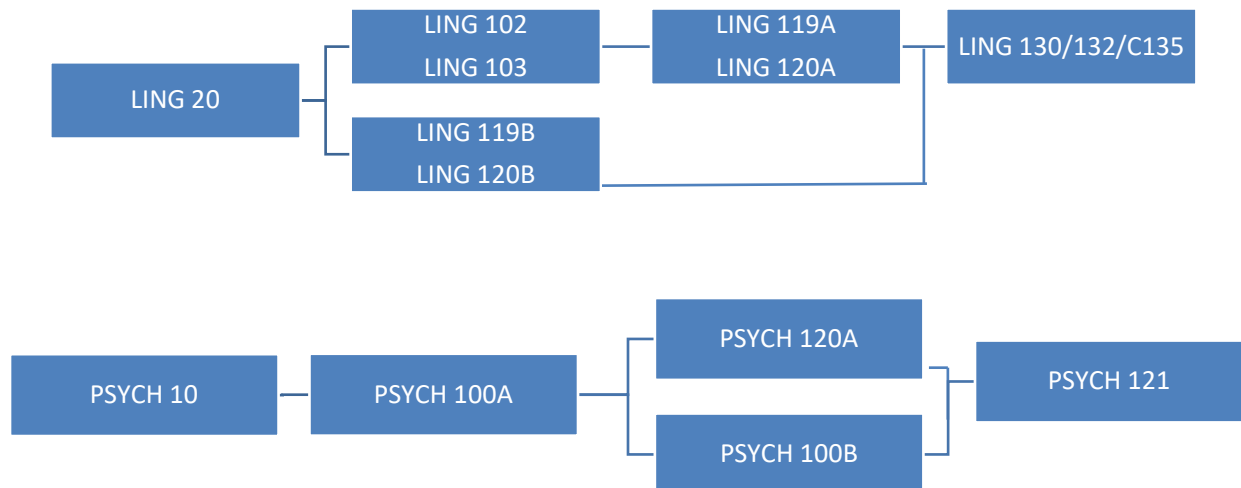 LING 20
LING 102
LING 103
LING 119B
LING 120B
LING 119A
LING 120A
LING 130/132/C135
PSYCH 10
PSYCH 100A
PSYCH 120A
PSYCH 100B
PSYCH 121